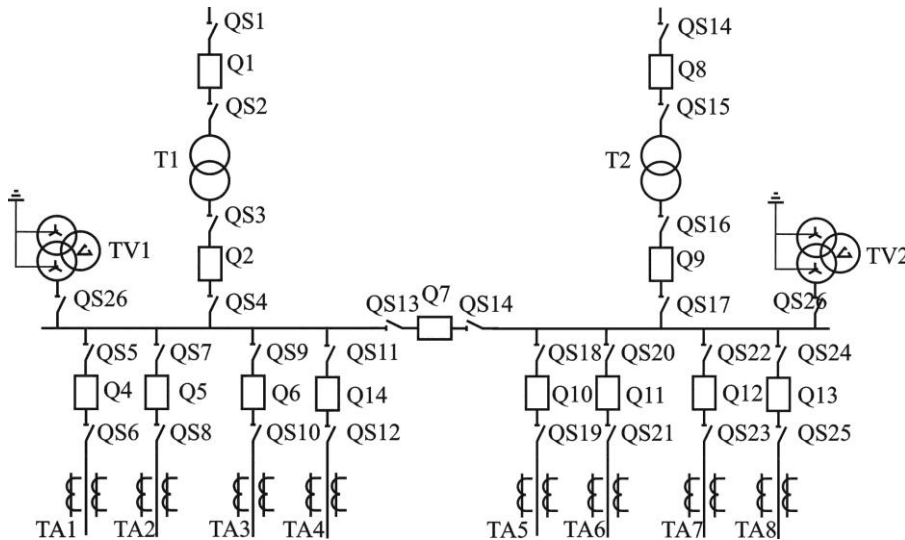 QS1 QS14
Q1 Q8
QS2 QS15
T1 T2
QS3 QS16
TV1 Q2 Q9 TV2
QS26 QS4 QS13 Q7 QS14 QS17 QS26
QS5 QS7 QS9 QS11 QS18 QS20 QS22 QS24
Q4 Q5 Q6 Q14 Q10 Q11 Q12 Q13
QS6 QS8 QS10 QS12 QS19 QS21 QS23 QS25
TA1 TA2 TA3 TA4 TA5 TA6 TA7 TA8